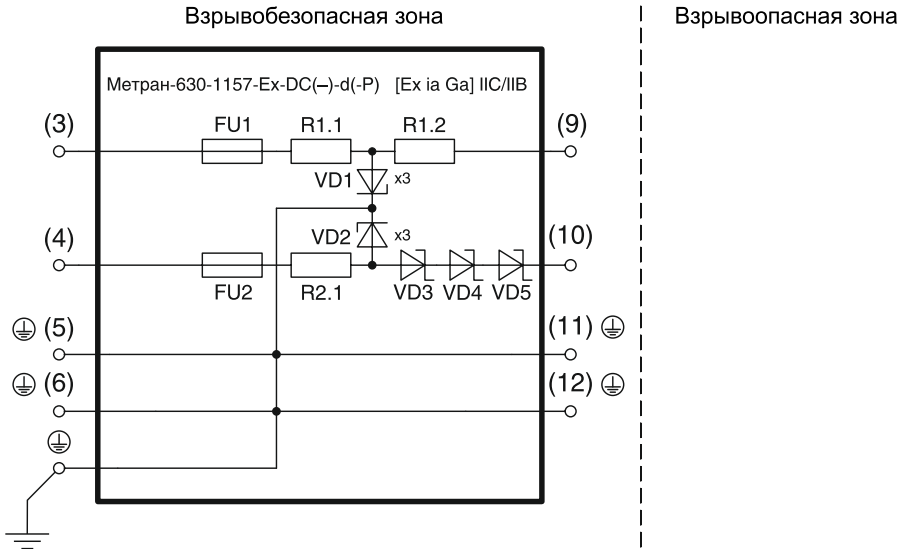 Взрывобезопасная зона
Взрывоопасная зона
Метран-630-1157-Ex-DC(–)-d(-P) [Ex ia Ga] IIC/IIB
(3)
FU1
R1.1
R1.2
(9)
VD1
x3
(4)
VD2
x3
(10)
FU2
R2.1
VD3
VD4
VD5
(5)
(11)
(6)
(12)